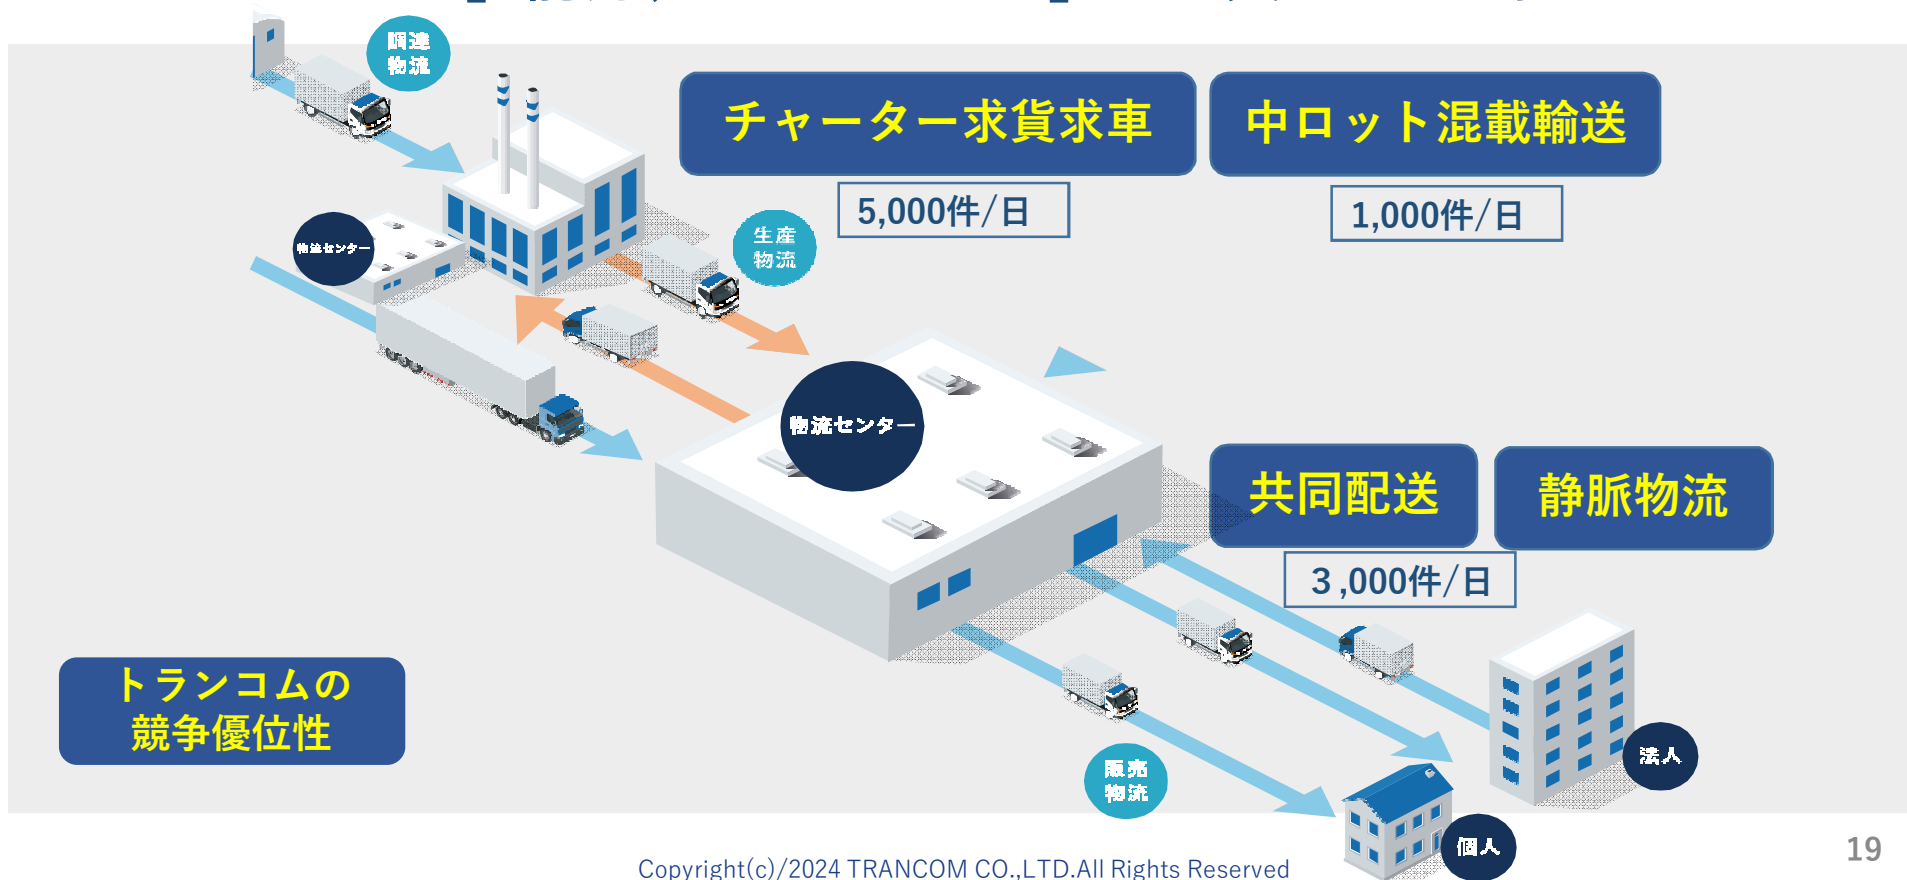 調達
物流
チャーター求貨求車
中ロット混載輸送
5,000件/日
1,000件/日
物流センター
生産
物流
物流センター
共同配送
静脈物流
３,000件/日
トランコムの
競争優位性
販売
物流
法人
個人
Copyright(c)/2024 TRANCOM CO.,LTD.All Rights Reserved
19